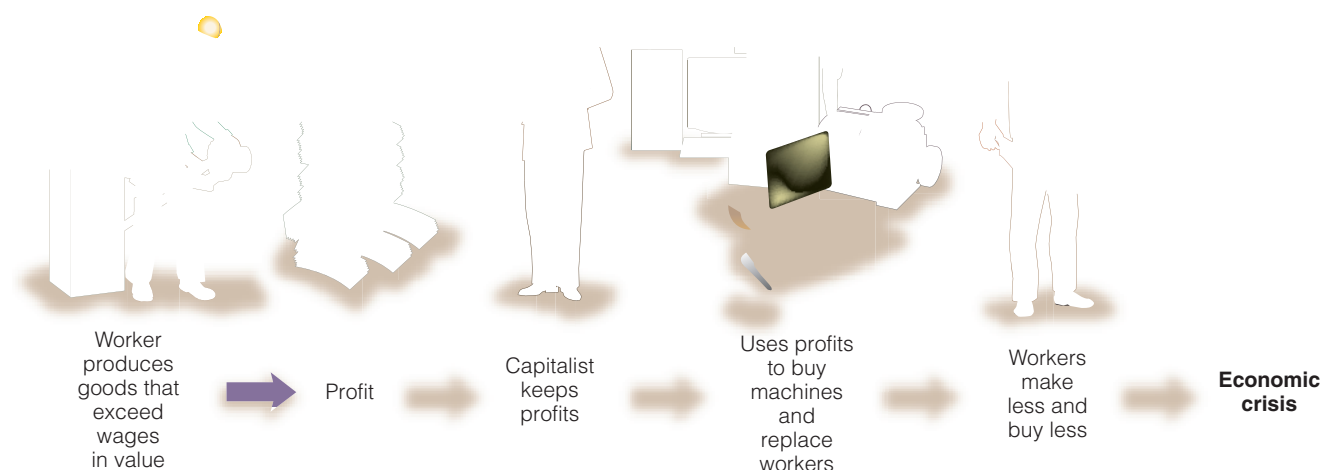 Worker
produces
goods that
exceed
wages
in value
Profit
Capitalist
keeps
profits
Uses profits
to buy
machines
and
replace
workers
Workers
make
less and
buy less
Economic
crisis